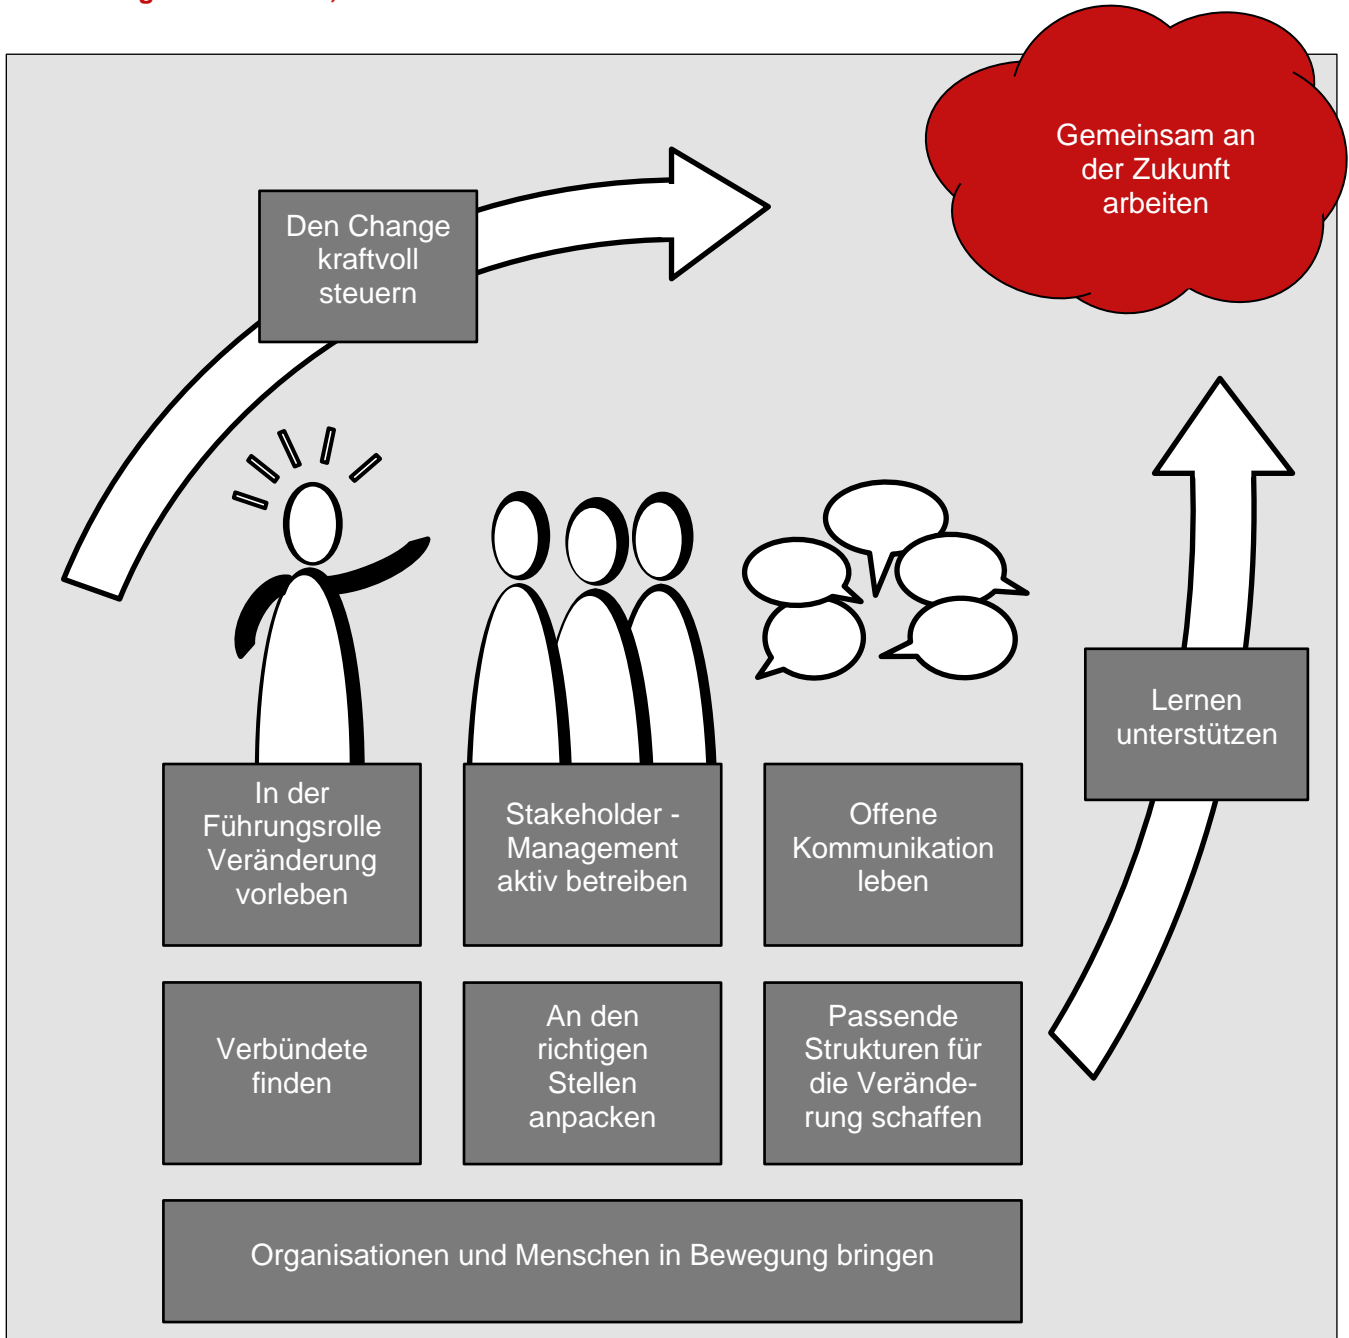 Gemeinsam an
der Zukunft
arbeiten
Den Change
kraftvoll
steuern
Lernen
unterstützen
In der
Führungsrolle
Veränderung
vorleben
Stakeholder -
Management
aktiv betreiben
Offene
Kommunikation
leben
Verbündete
finden
An den
richtigen
Stellen
anpacken
Passende
Strukturen für
die Verände-
rung schaffen
Organisationen und Menschen in Bewegung bringen